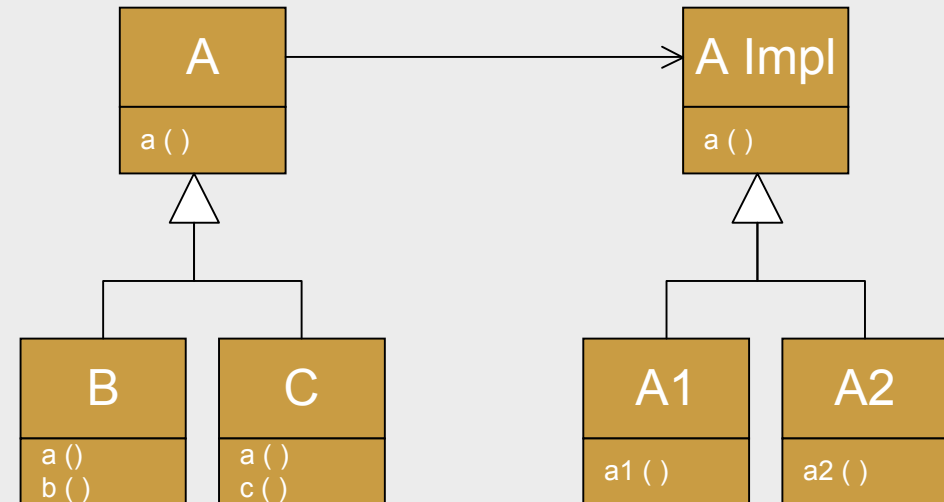 A
a ( )
A Impl
a ( )
B
a ()
b ( )
C
a ( )
c ( )
A1
a1 ( )
A2
a2 ( )